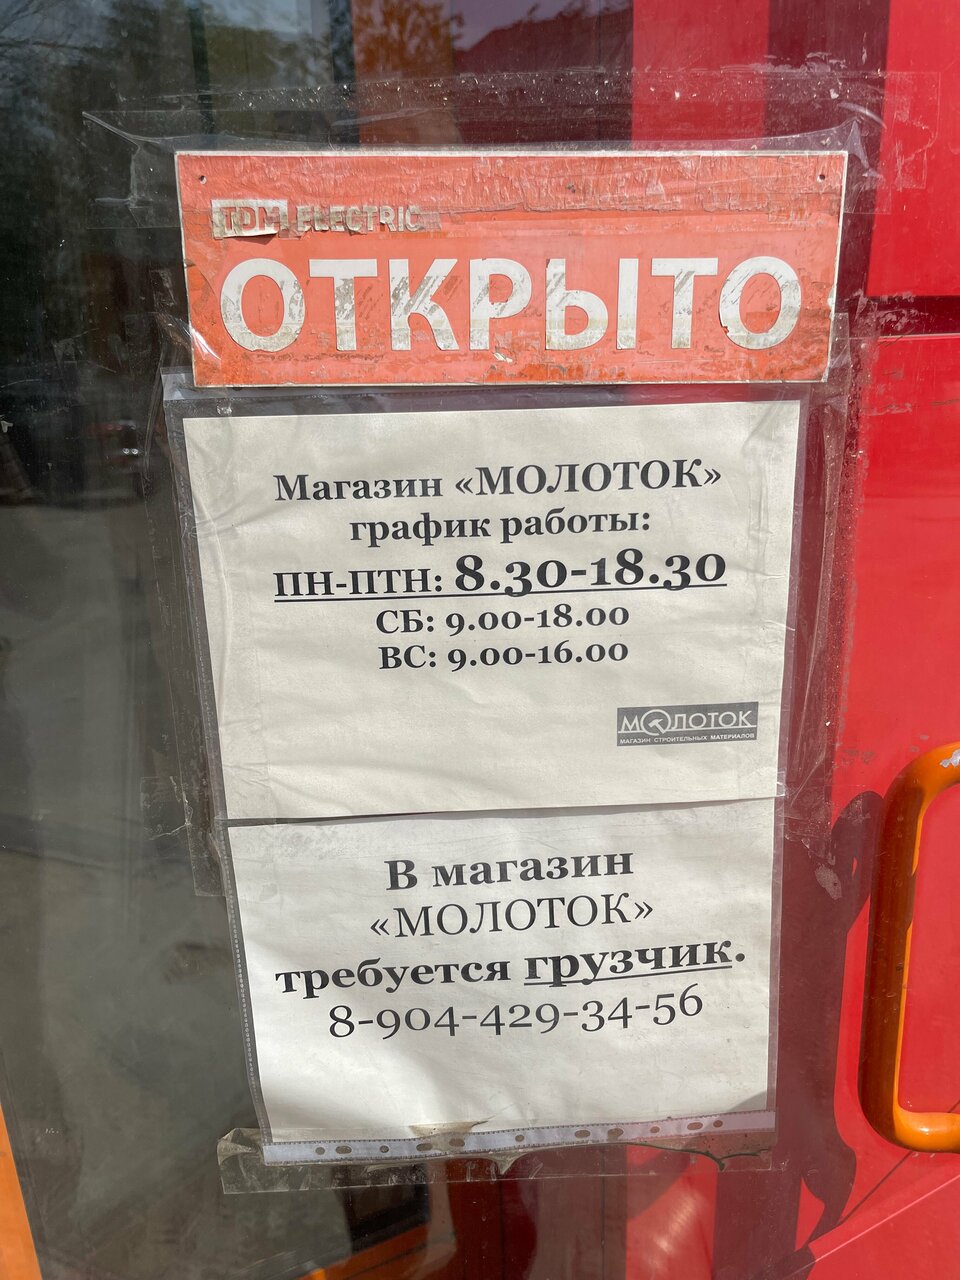 TDM ELECTRIC
ОТКРЫТО
Магазин «МОЛОТОК»
график работы:
ПН-ПТН: 8.30-18.30
СБ: 9.00-18.00
ВС: 9.00-16.00
МОЛОТОК
МАГАЗИН СТРОИТЕЛЬНЫХ МАТЕРИАЛОВ
В магазин
«МОЛОТОК»
требуется грузчик.
8-904-429-34-56